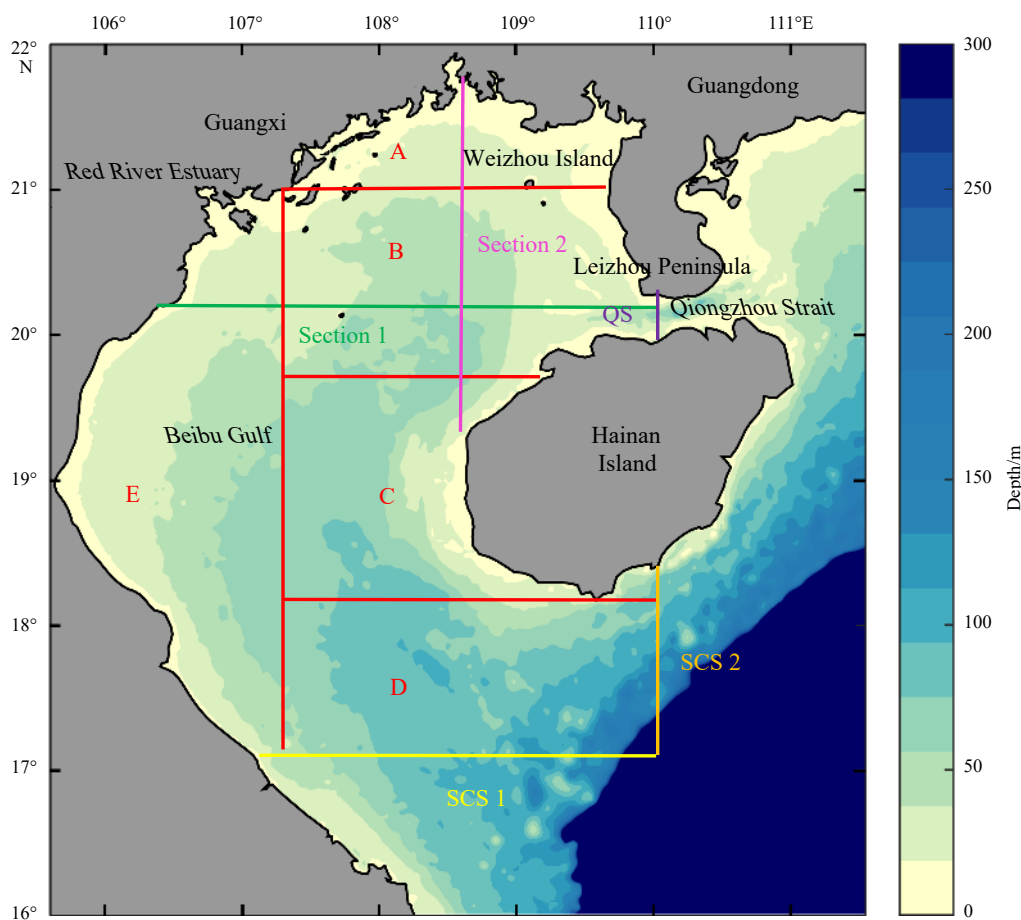 106°
107°
108°
109°
110°
111°E
22°
N
300
Guangdong
Guangxi
A
Weizhou Island
Red River Estuary
21°
250
Section 2
B
Leizhou Peninsula
QS
Qiongzhou Strait
20°
Section 1
200
Beibu Gulf
Hainan
Island
19°
E
C
150
Depth/m
18°
100
SCS 2
D
17°
50
SCS 1
16°
0